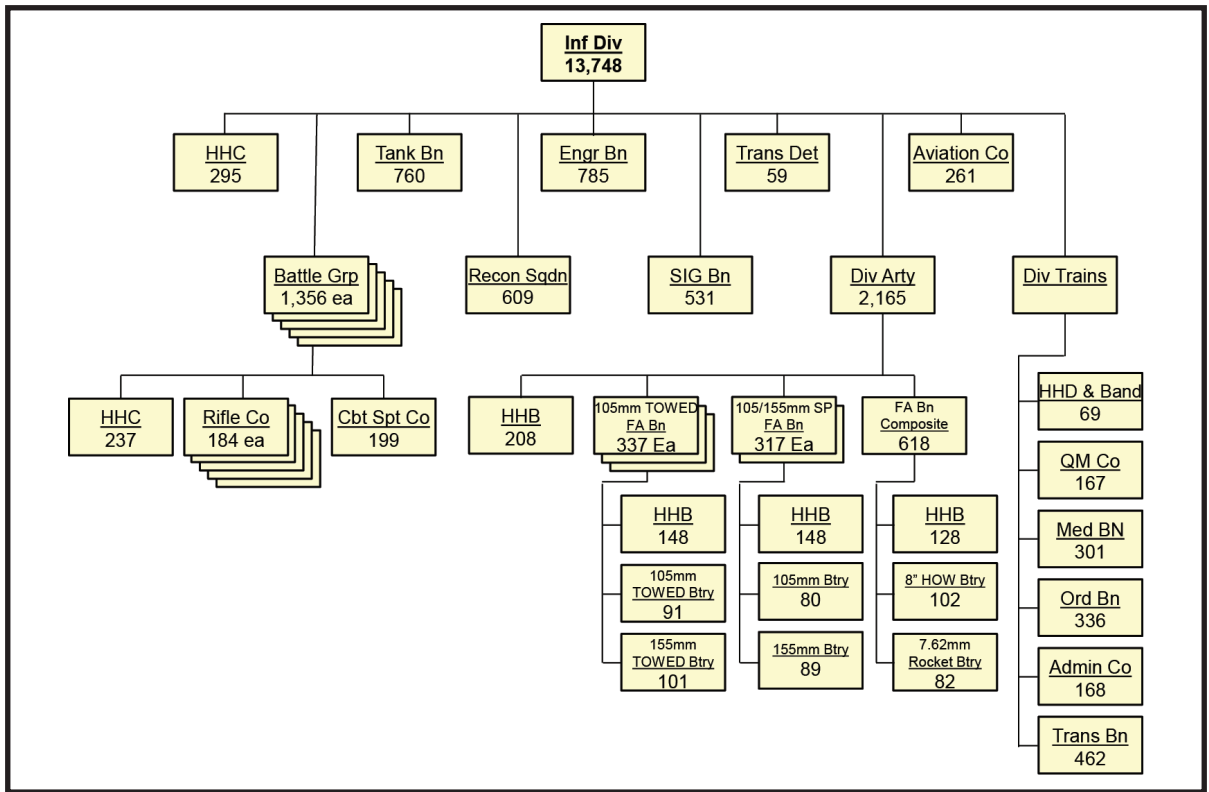 Inf Div
13,748
HHC
295
Tank Bn
760
Engr Bn
785
Trans Det
59
Aviation Co
261
Battle Grp
1,356 ea
Recon Sqdn
609
SIG Bn
531
Div Arty
2,165
Div Trains
HHC
237
Rifle Co
184 ea
Cbt Spt Co
199
HHB
208
105mm TOWED
FA Bn
337 Ea
105/155mm SP
FA Bn
317 Ea
FA Bn
Composite
618
HHB
148
105mm
TOWED Btry
91
155mm
TOWED Btry
101
HHB
148
105mm Btry
80
155mm Btry
89
HHB
128
8” HOW Btry
102
7.62mm
Rocket Btry
82
HHD & Band
69
QM Co
167
Med BN
301
Ord Bn
336
Admin Co
168
Trans Bn
462